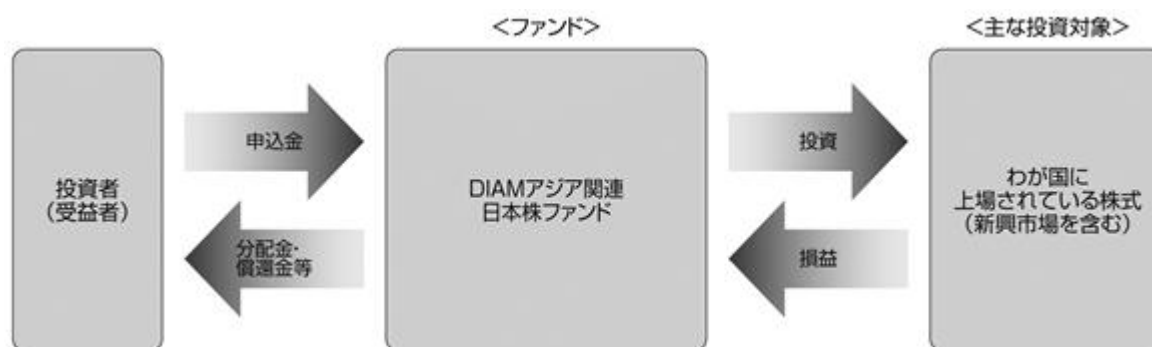 <ファンド>
<主な投資対象>
投資者
(受益者)
申込金
分配金・
償還金等
DIAMアジア関連
日本株ファンド
投資
損益
わが国に
上場されている株式
(新興市場を含む)